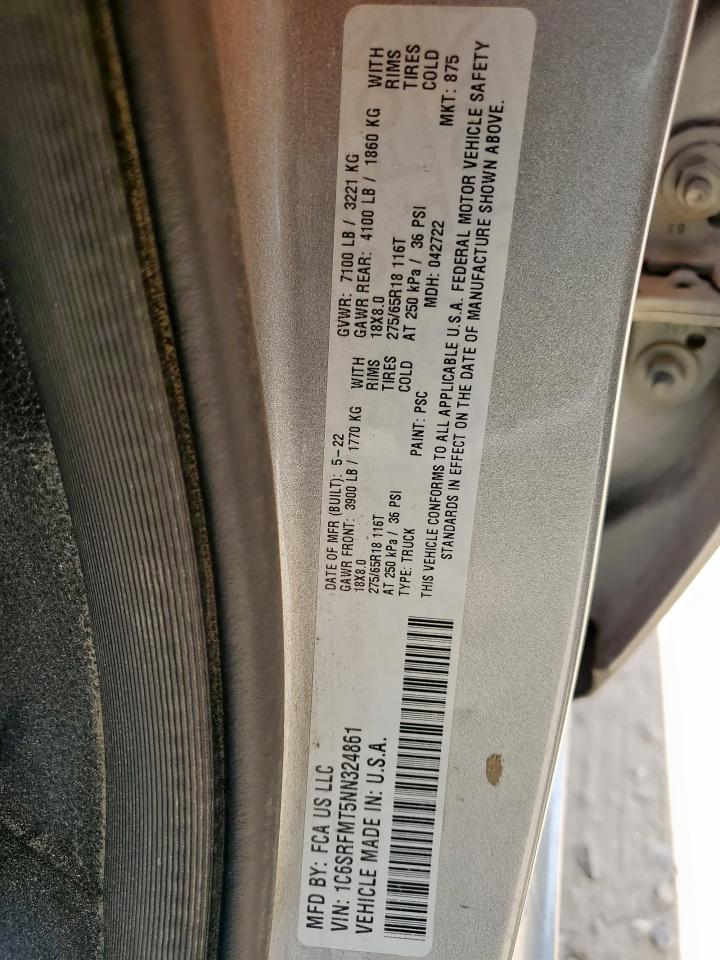 MFD BY: FCA US LLC
VIN: 1C6SRFMT5NN324861
VEHICLE MADE IN: U.S.A.
DATE OF MFR (BUILT): 5-22
GAWR FRONT: 3900 LB / 1770 KG WITH
18X8.0 RIMS
275/65R18 116T TIRES
AT 250 kPa / 36 PSI COLD
TYPE: TRUCK PAINT: PSC
GVWR: 7100 LB / 3221 KG
GAWR REAR: 4100 LB / 1860 KG WITH
18X8.0 RIMS
275/65R18 116T TIRES
AT 250 kPa / 36 PSI COLD
MDH: 042722 MKT: 875
THIS VEHICLE CONFORMS TO ALL APPLICABLE U.S.A. FEDERAL MOTOR VEHICLE SAFETY
STANDARDS IN EFFECT ON THE DATE OF MANUFACTURE SHOWN ABOVE.